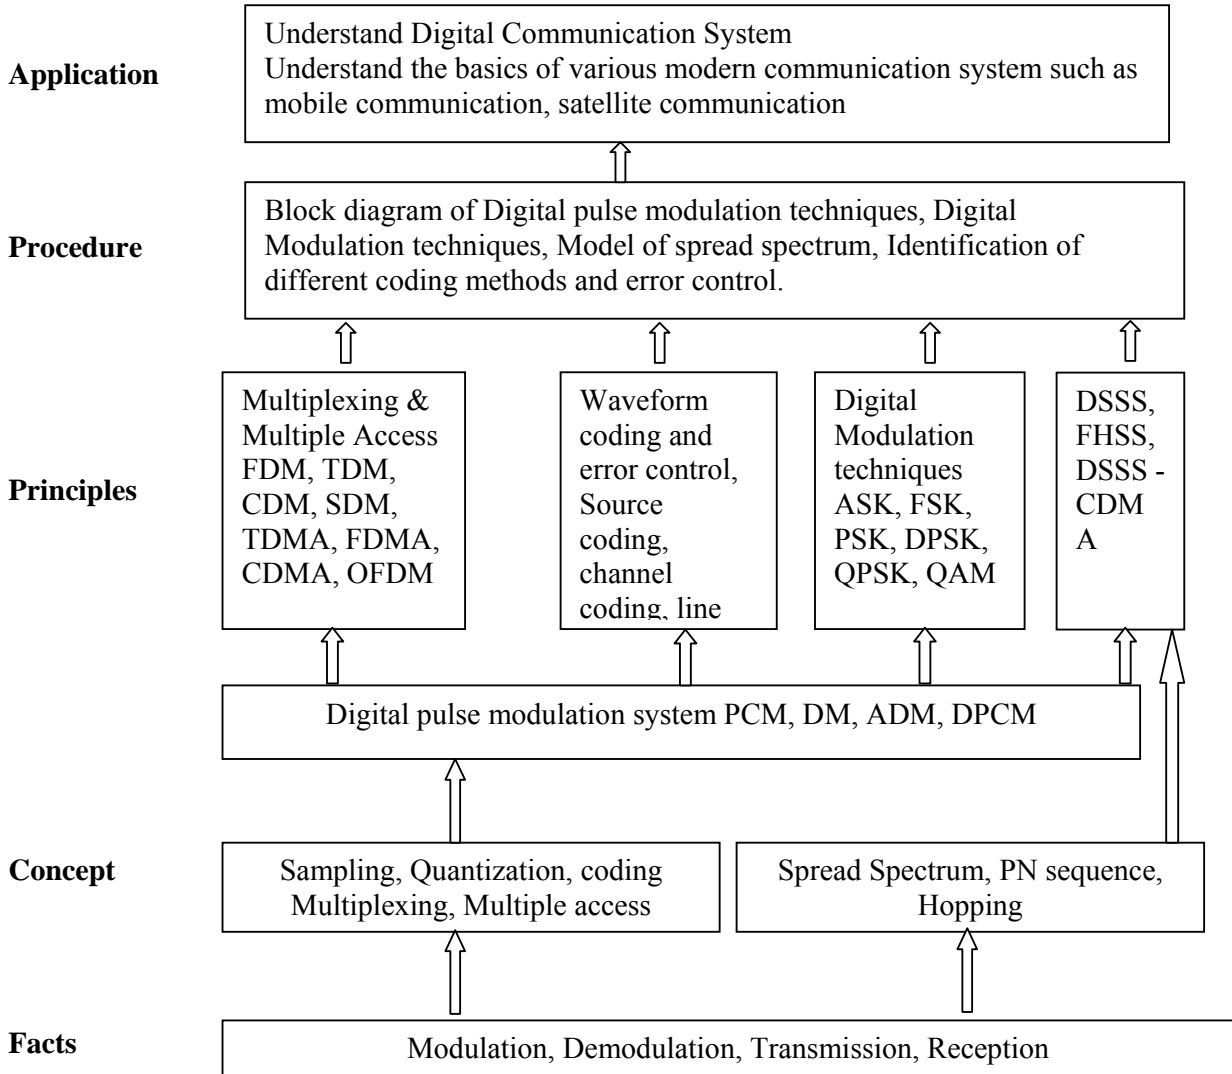 Application
Understand Digital Communication System
Understand the basics of various modern communication system such as
mobile communication, satellite communication
Procedure
Block diagram of Digital pulse modulation techniques, Digital
Modulation techniques, Model of spread spectrum, Identification of
different coding methods and error control.
Principles
Multiplexing &
Multiple Access
FDM, TDM,
CDM, SDM,
TDMA, FDMA,
CDMA, OFDM
Waveform
coding and
error control,
Source
coding,
channel
coding, line
Digital
Modulation
techniques
ASK, FSK,
PSK, DPSK,
QPSK, QAM
DSSS,
FHSS,
DSSS -
CDM
A
Digital pulse modulation system PCM, DM, ADM, DPCM
Concept
Sampling, Quantization, coding
Multiplexing, Multiple access
Spread Spectrum, PN sequence,
Hopping
Facts
Modulation, Demodulation, Transmission, Reception